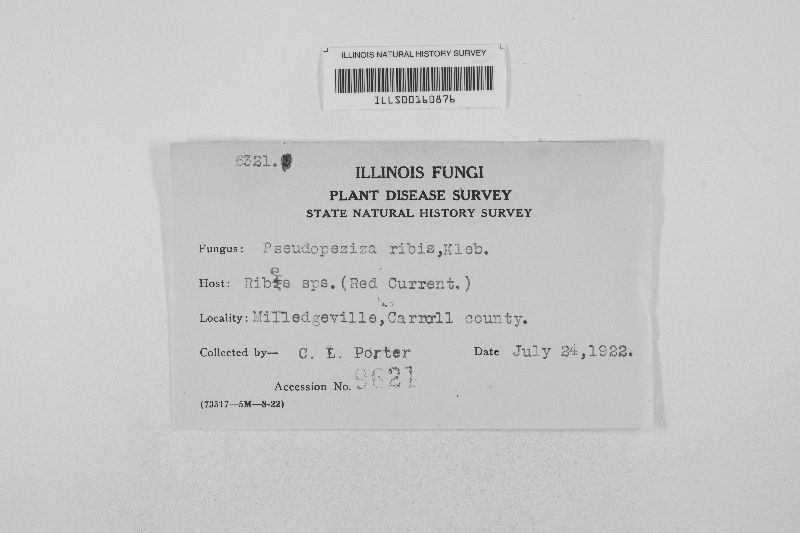 ILLINOIS NATURAL HISTORY SURVEY
ILLS00160876
6321.
ILLINOIS FUNGI
PLANT DISEASE SURVEY
STATE NATURAL HISTORY SURVEY
Fungus: Pseudopeziza ribis,Kleb.
Host: Ribes sps.(Red Current.)
Locality: Milledgeville,Carroll county.
Collected by— C. L. Porter Date July 24,1922.
Accession No. 9621
(73517—5M—8-22)